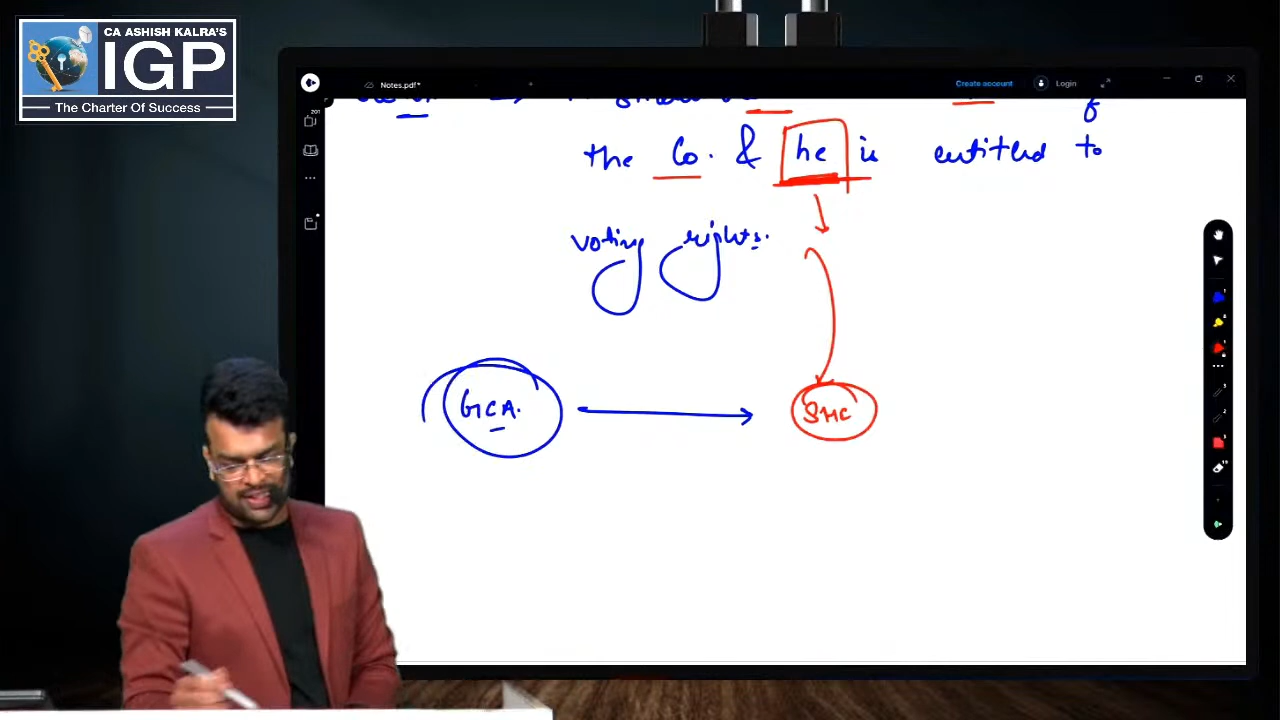 CA ASHISH KALRA'S
IGP
The Charter Of Success
Notes.pdf*
Create account
Login
the Co. & he is entitled to
voting rights.
GCA.
SHC